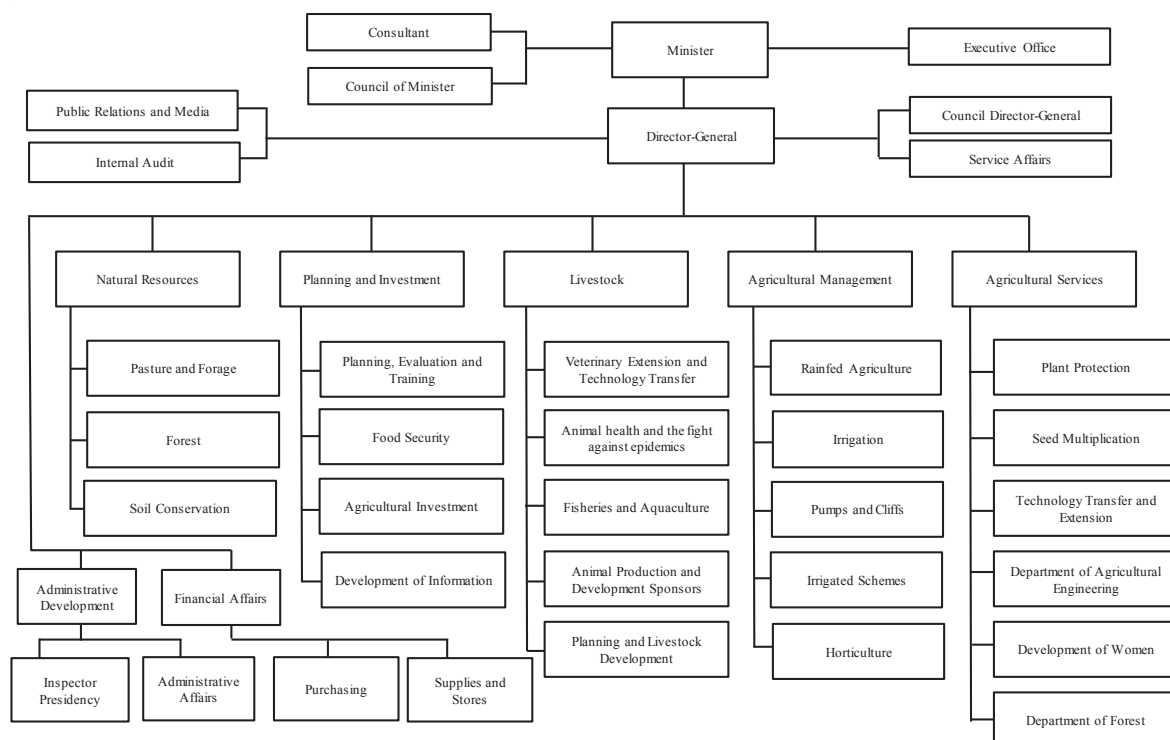 Consultant
Minister
Executive Office
Council of Minister
Public Relations and Media
Council Director-General
Director-General
Internal Audit
Service Affairs
Natural Resources
Planning and Investment
Livestock
Agricultural Management
Agricultural Services
Pasture and Forage
Forest
Soil Conservation
Planning, Evaluation and
Training
Food Security
Agricultural Investment
Development of Information
Veterinary Extension and
Technology Transfer
Animal health and the fight
against epidemics
Fisheries and Aquaculture
Animal Production and
Development Sponsors
Planning and Livestock
Development
Rainfed Agriculture
Irrigation
Pumps and Cliffs
Irrigated Schemes
Horticulture
Plant Protection
Seed Multiplication
Technology Transfer and
Extension
Department of Agricultural
Engineering
Development of Women
Department of Forest
Administrative
Development
Financial Affairs
Inspector
Presidency
Administrative
Affairs
Purchasing
Supplies and
Stores